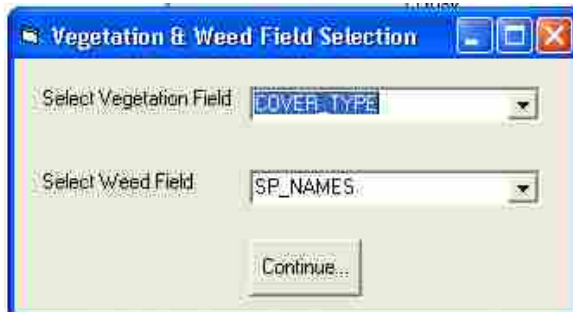 Vegetation & Weed Field Selection
Select Vegetation Field COVER_TYPE
Select Weed Field SP_NAMES
Continue...